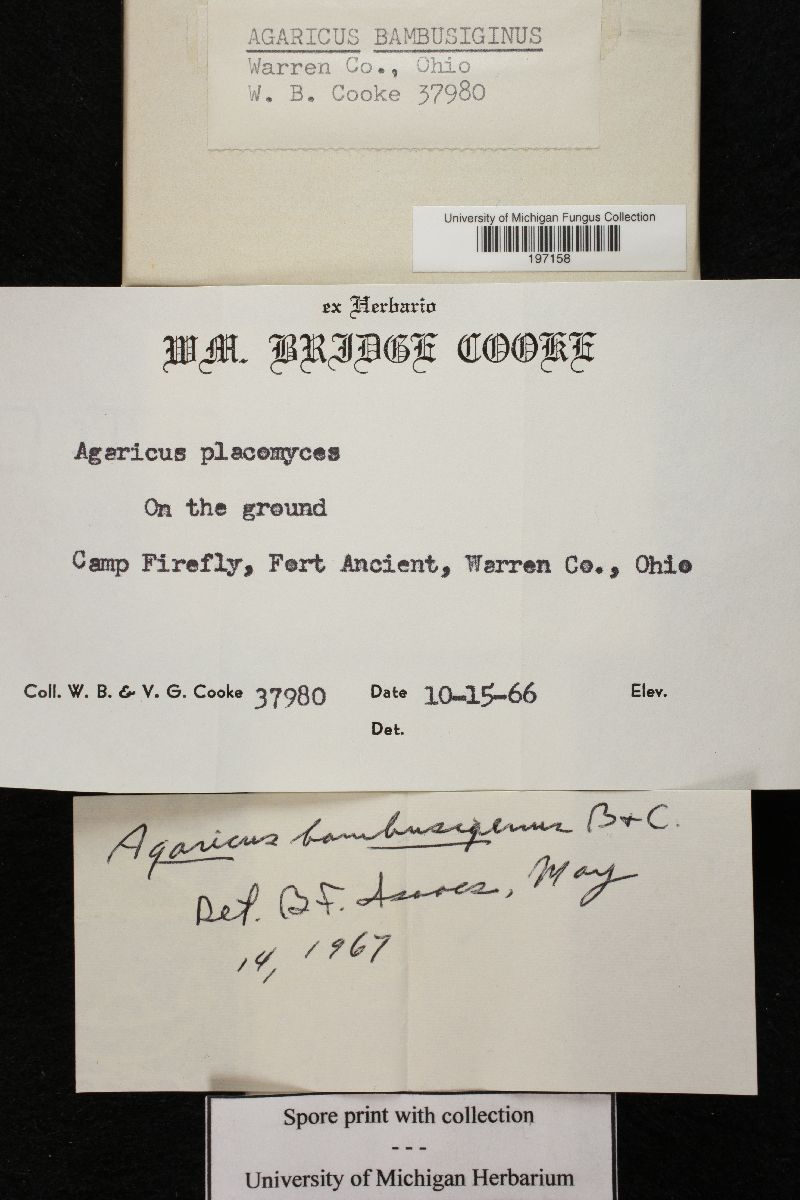 AGARICUS BAMBUSIGINUS
Warren Co., Ohio
W. B. Cooke 37980
University of Michigan Fungus Collection
197158
ex Herbario
WM. BRIDGE COOKE
Agaricus placomyces
On the ground
Camp Firefly, Fort Ancient, Warren Co., Ohio
Coll. W. B. & V. G. Cooke 37980 Date 10-15-66 Elev.
Det.
Agaricus bambusigenus B+C.
Det. B F. Isaacs, May
14, 1967
Spore print with collection
- - -
University of Michigan Herbarium